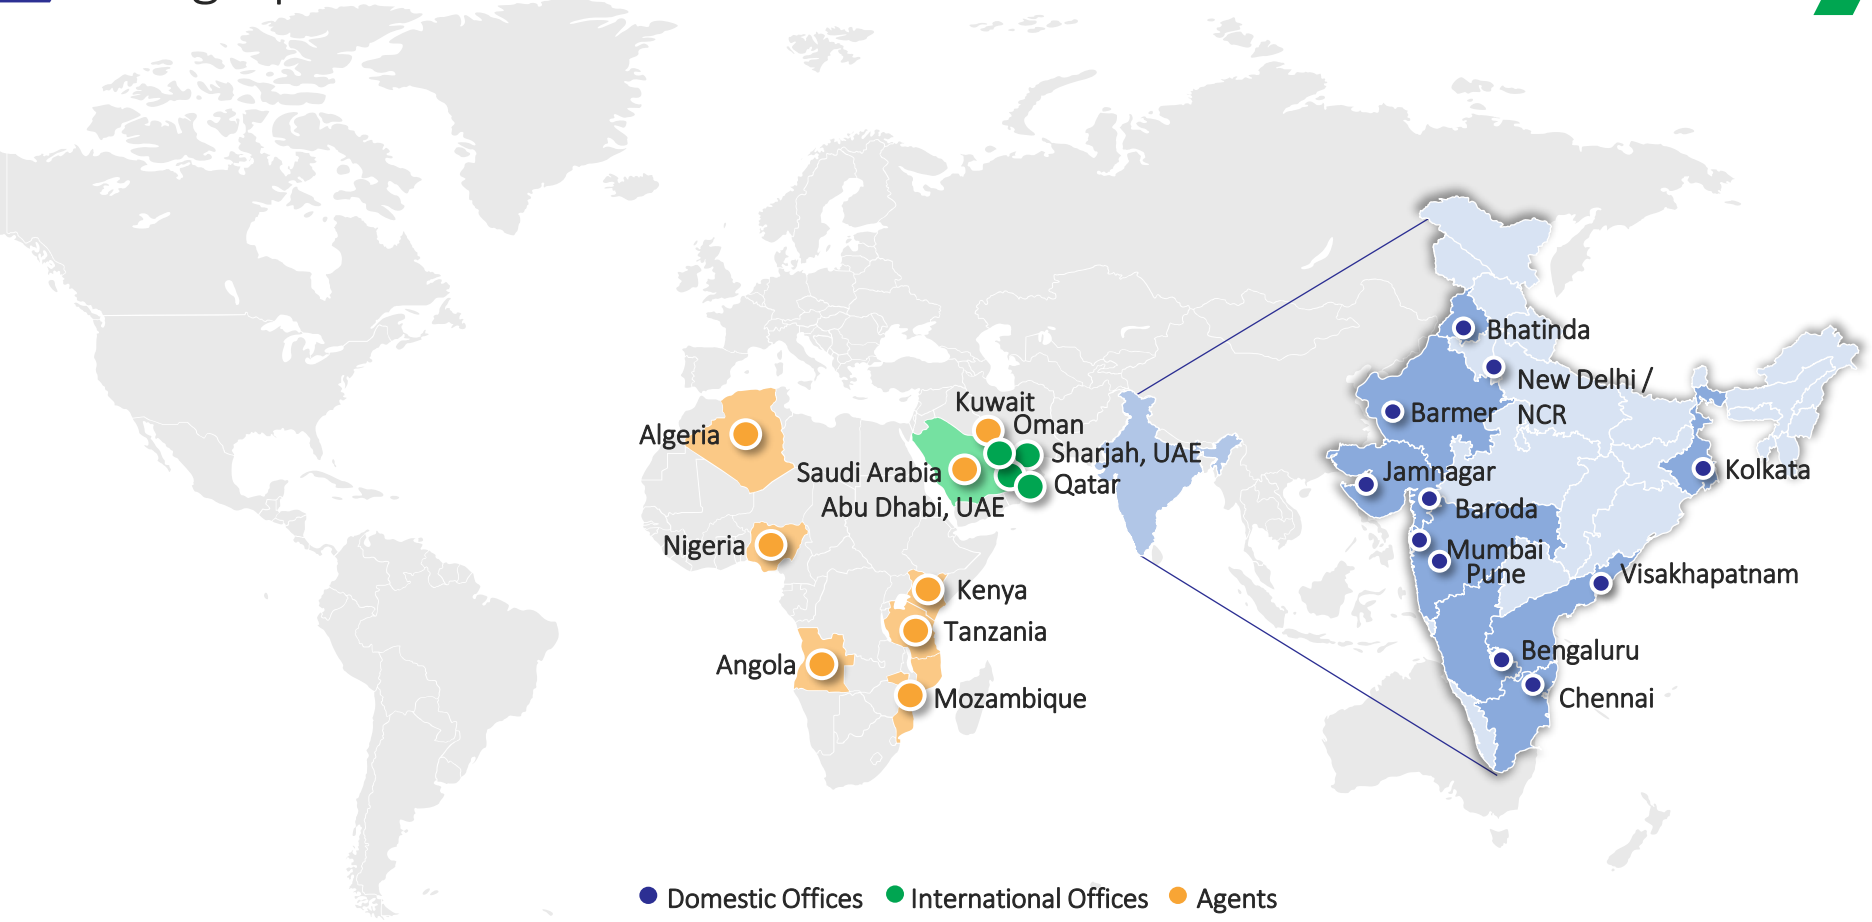 Kuwait
Oman
Algeria
Sharjah, UAE
Saudi Arabia
Qatar
Abu Dhabi, UAE
Nigeria
Kenya
Tanzania
Angola
Mozambique
Bhatinda
New Delhi /
NCR
Barmer
Jamnagar
Kolkata
Baroda
Mumbai
Pune
Visakhapatnam
Bengaluru
Chennai
Domestic Offices
International Offices
Agents